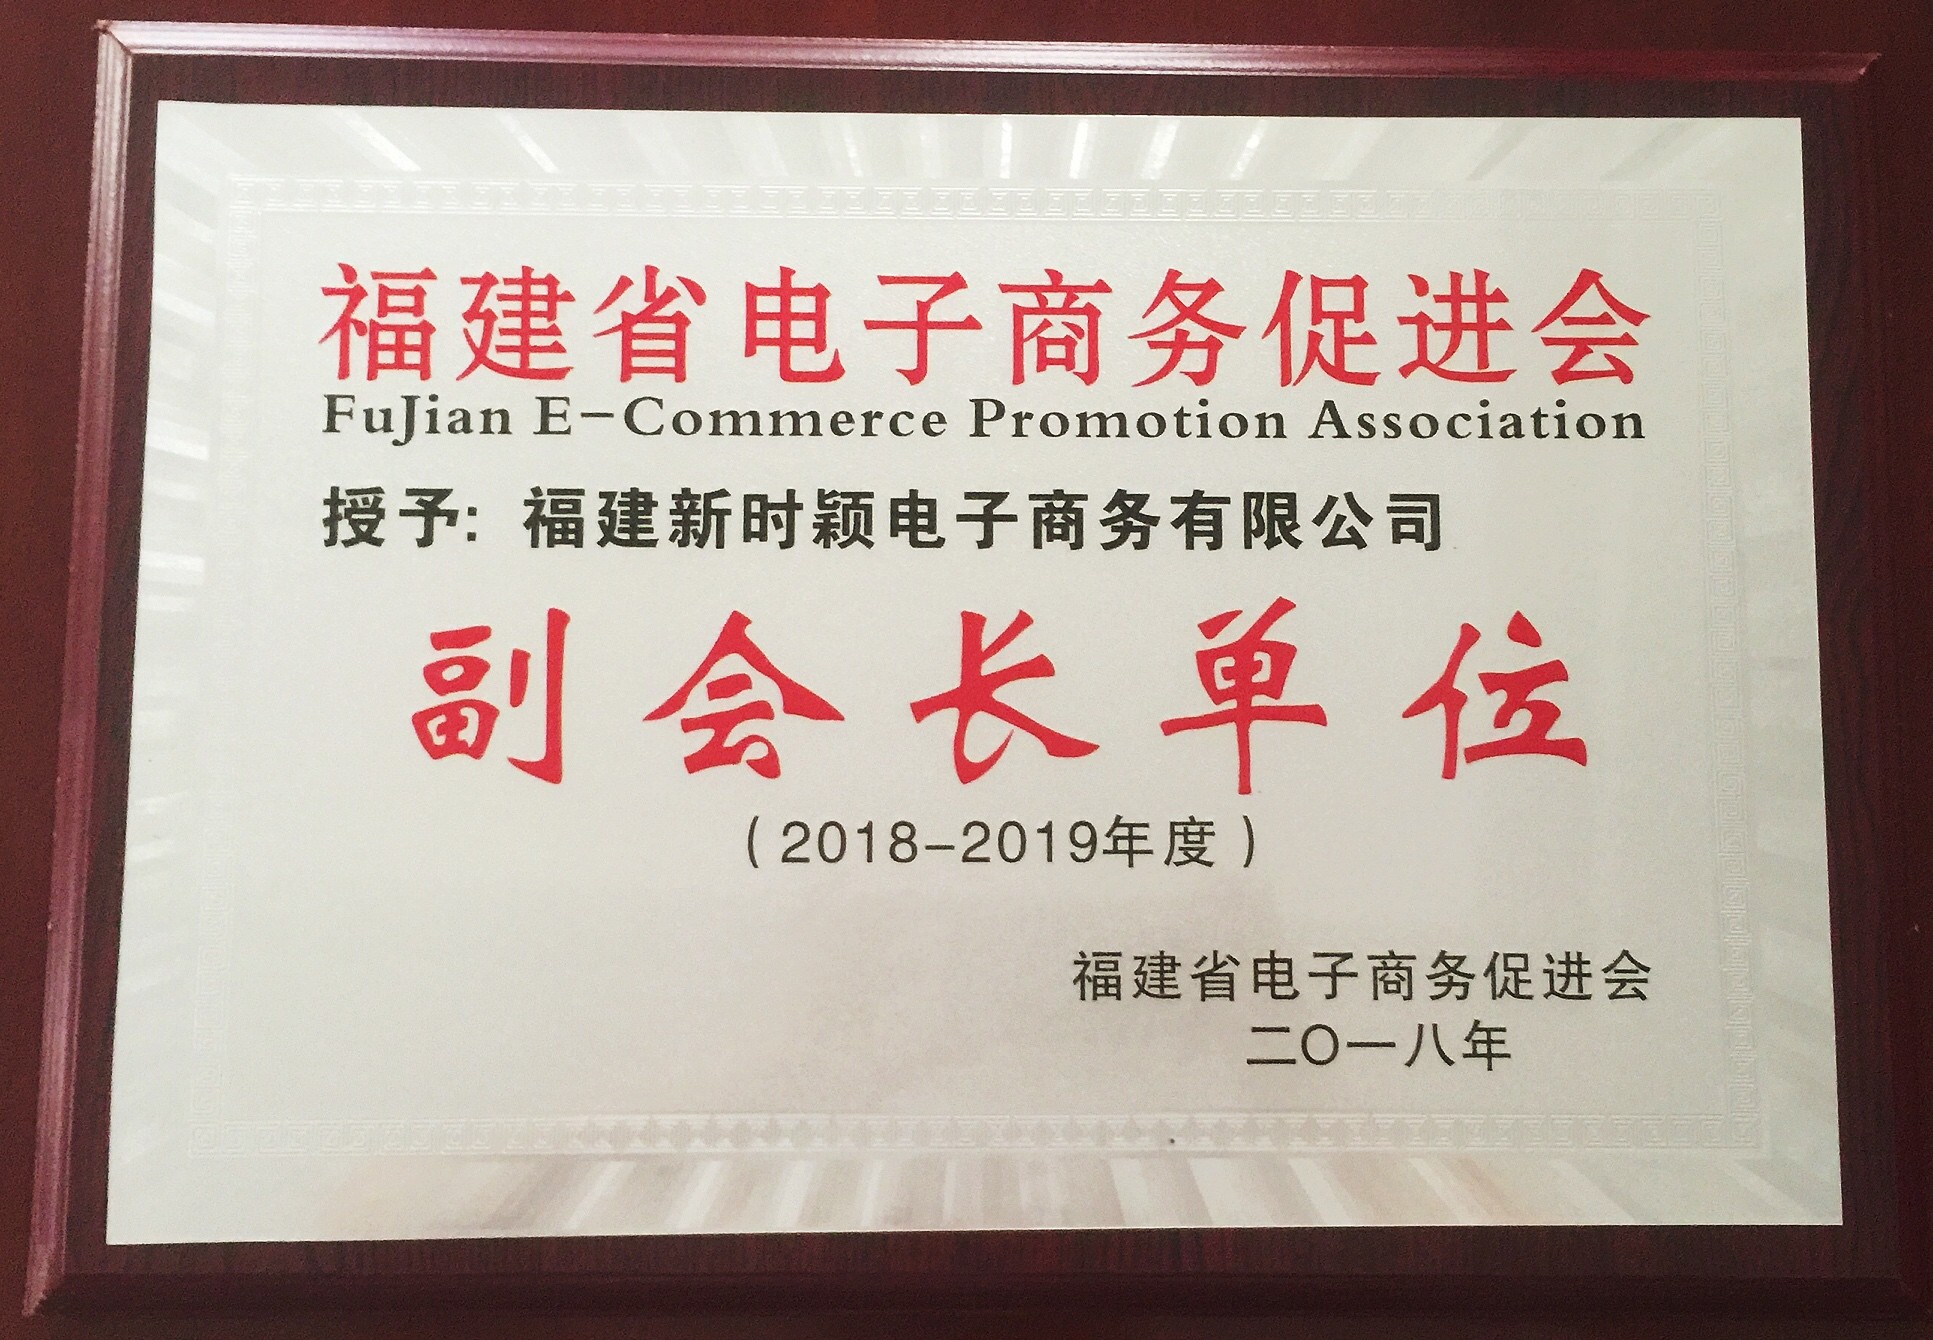 福建省电子商务促进会
FuJian E-Commerce Promotion Association
授予: 福建新时颖电子商务有限公司
副会长单位
（2018-2019年度）
福建省电子商务促进会
二〇一八年